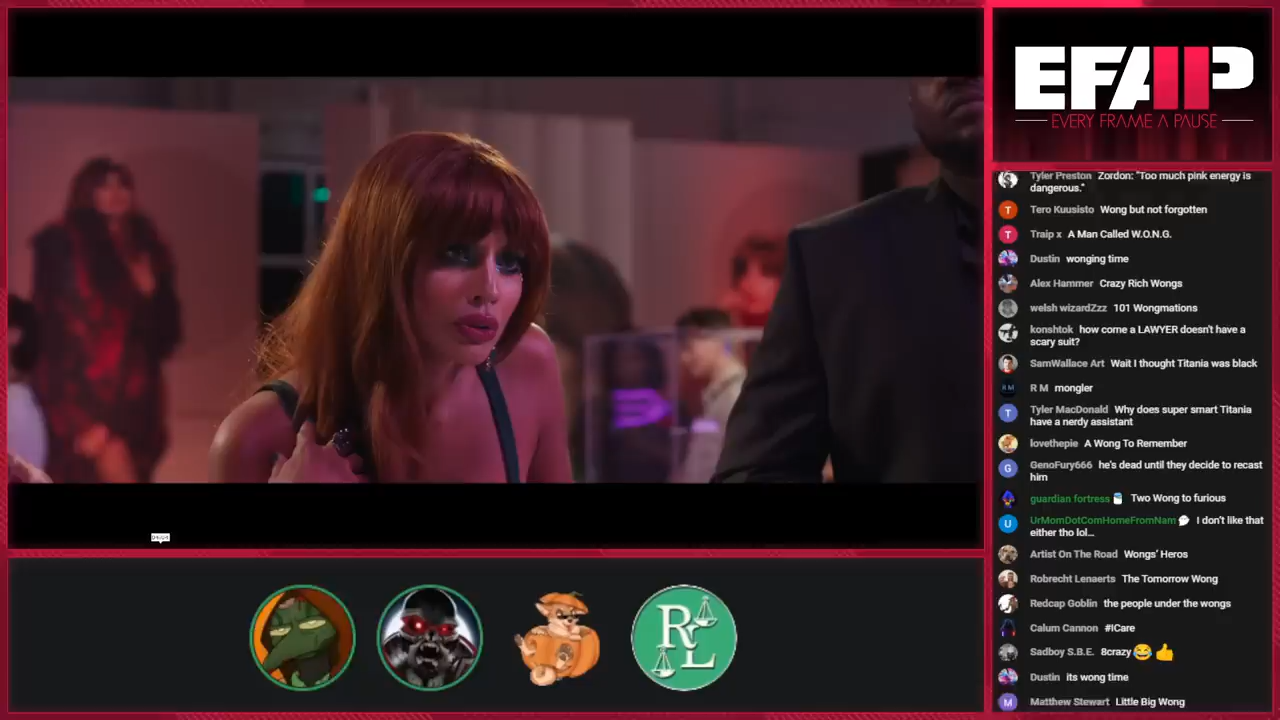 EFAP
EVERY FRAME A PAUSE
Tyler Preston Zordon: "Too much pink energy is
dangerous."
T Tero Kuusisto Wong but not forgotten
T Traip x A Man Called W.O.N.G.
Dustin wonging time
Alex Hammer Crazy Rich Wongs
welsh wizardZzz 101 Wongmations
konshtok how come a LAWYER doesn't have a
scary suit?
SamWallace Art Wait I thought Titania was black
RM R M mongler
T Tyler MacDonald Why does super smart Titania
have a nerdy assistant
lovethepie A Wong To Remember
G GenoFury666 he's dead until they decide to recast
him
guardian fortress Two Wong to furious
U UrMomDotComHomeFromNam I don't like that
either tho lol...
Artist On The Road Wongs' Heros
Robrecht Lenaerts The Tomorrow Wong
Redcap Goblin the people under the wongs
Calum Cannon #ICare
Sadboy S.B.E. 8crazy 😂👍
Dustin its wong time
M Matthew Stewart Little Big Wong
RL